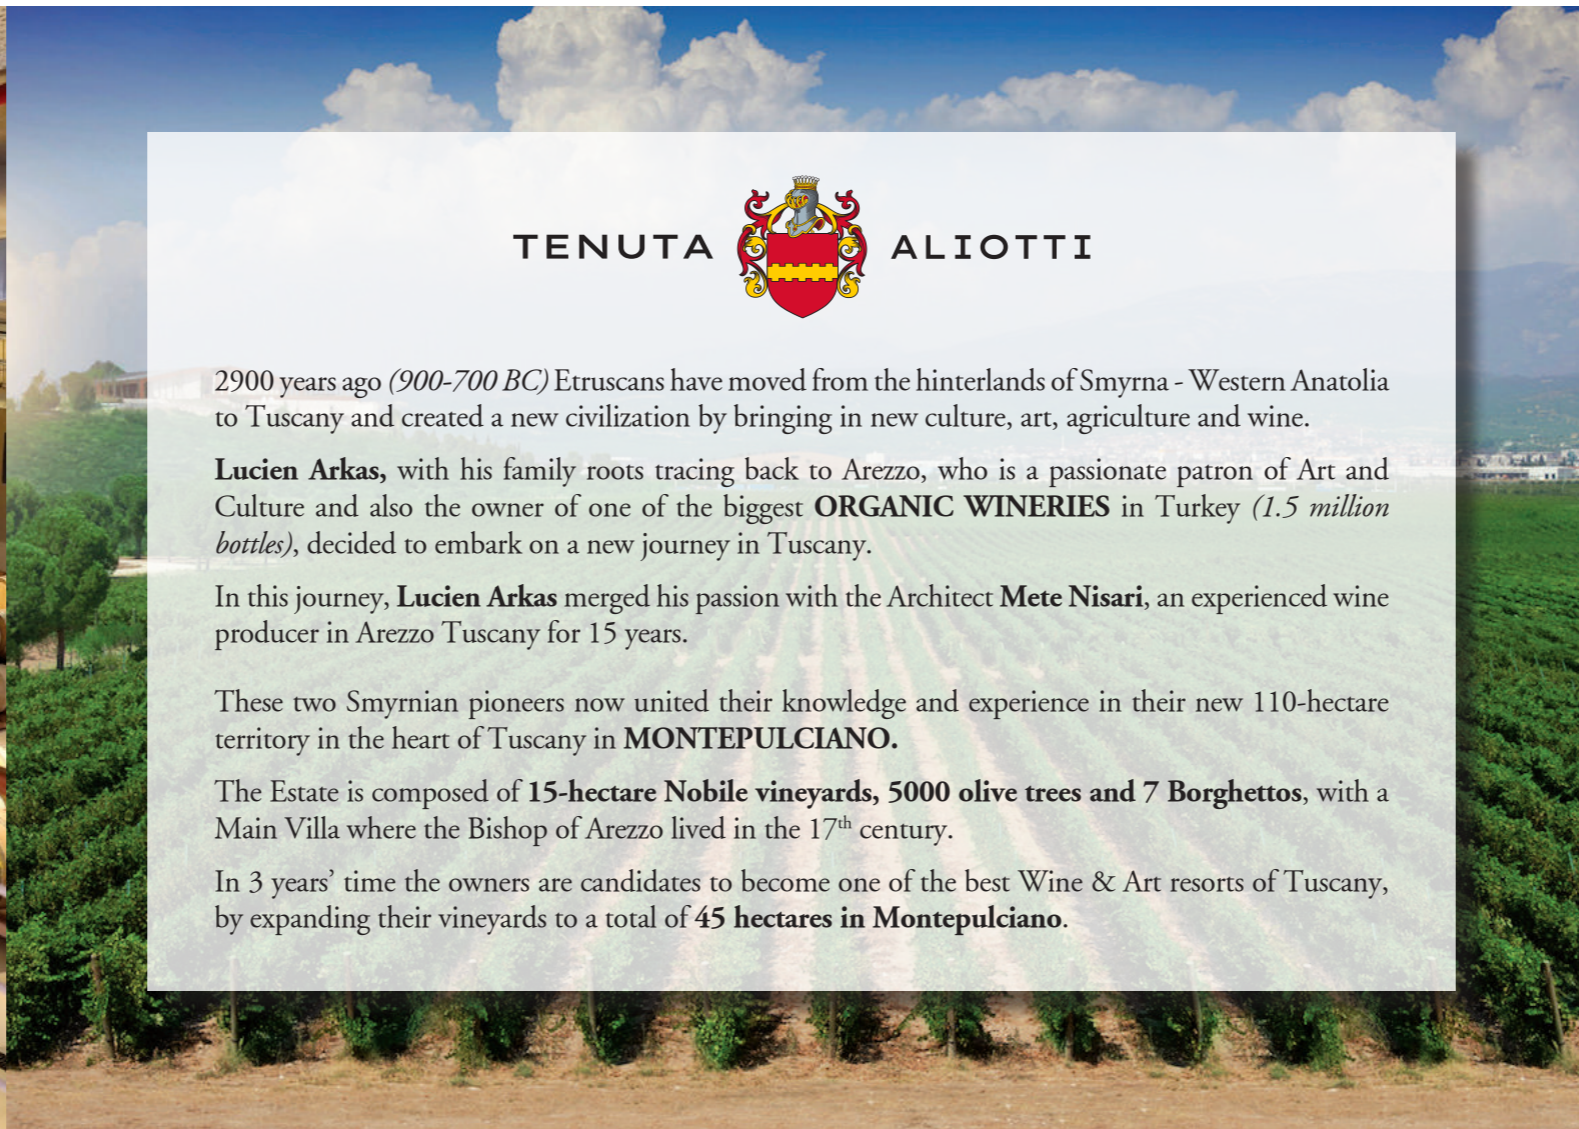 TENUTA ALIOTTI
2900 years ago (900-700 BC) Etruscans have moved from the hinterlands of Smyrna - Western Anatolia
to Tuscany and created a new civilization by bringing in new culture, art, agriculture and wine.
Lucien Arkas, with his family roots tracing back to Arezzo, who is a passionate patron of Art and
Culture and also the owner of one of the biggest ORGANIC WINERIES in Turkey (1.5 million
bottles), decided to embark on a new journey in Tuscany.
In this journey, Lucien Arkas merged his passion with the Architect Mete Nisari, an experienced wine
producer in Arezzo Tuscany for 15 years.
These two Smyrnian pioneers now united their knowledge and experience in their new 110-hectare
territory in the heart of Tuscany in MONTEPULCIANO.
The Estate is composed of 15-hectare Nobile vineyards, 5000 olive trees and 7 Borghettos, with a
Main Villa where the Bishop of Arezzo lived in the 17th century.
In 3 years’ time the owners are candidates to become one of the best Wine & Art resorts of Tuscany,
by expanding their vineyards to a total of 45 hectares in Montepulciano.